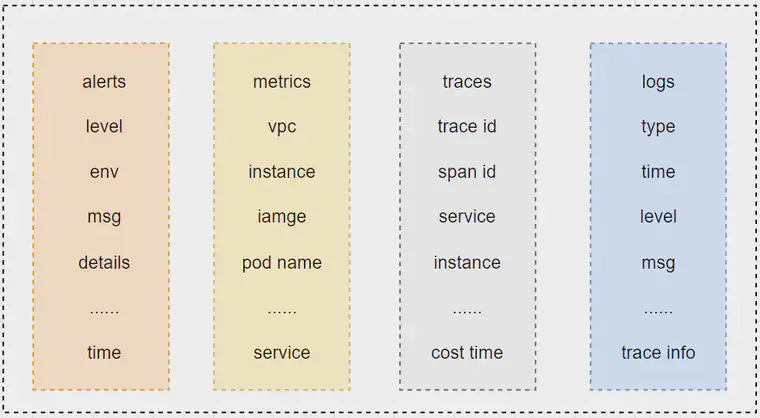 alerts
level
env
msg
details
......
time
metrics
vpc
instance
iamge
pod name
......
service
traces
trace id
span id
service
instance
......
cost time
logs
type
time
level
msg
......
trace info